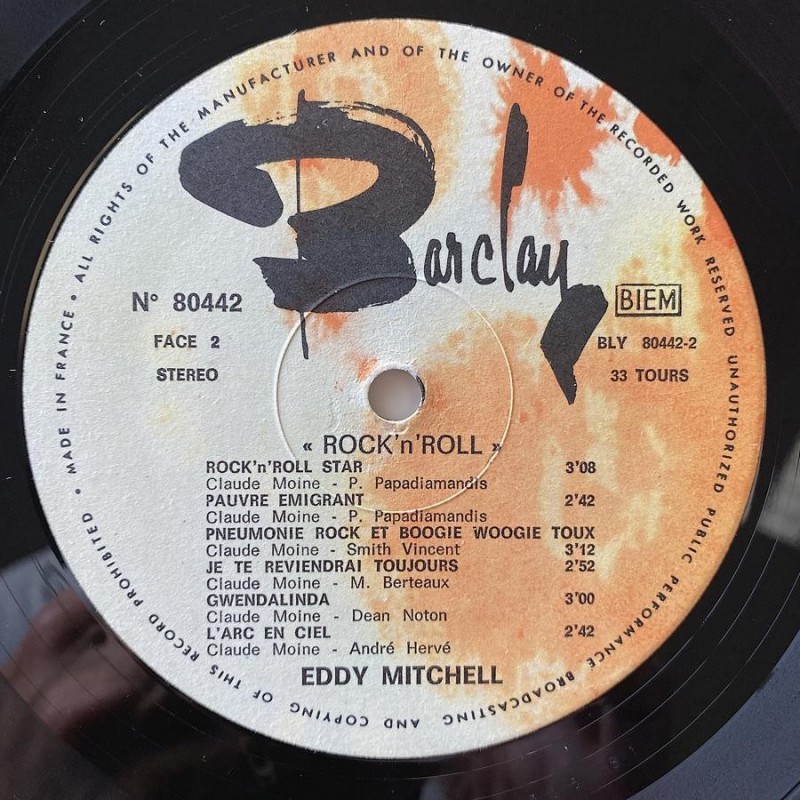 MADE IN FRANCE • ALL RIGHTS OF THE MANUFACTURER AND OF THE OWNER OF THE RECORDED WORK RESERVED UNAUTHORIZED PUBLIC PERFORMANCE BROADCASTING AND COPYING OF THIS RECORD PROHIBITED •
Barclay
N° 80442
BIEM
FACE 2
BLY 80442-2
STEREO
33 TOURS
« ROCK'n'ROLL »
ROCK'n'ROLL STAR 3'08
Claude Moine - P. Papadiamandis
PAUVRE EMIGRANT 2'42
Claude Moine - P. Papadiamandis
PNEUMONIE ROCK ET BOOGIE WOOGIE TOUX
Claude Moine - Smith Vincent 3'12
JE TE REVIENDRAI TOUJOURS 2'52
Claude Moine - M. Berteaux
GWENDALINDA 3'00
Claude Moine - Dean Noton
L'ARC EN CIEL 2'42
Claude Moine - André Hervé
EDDY MITCHELL